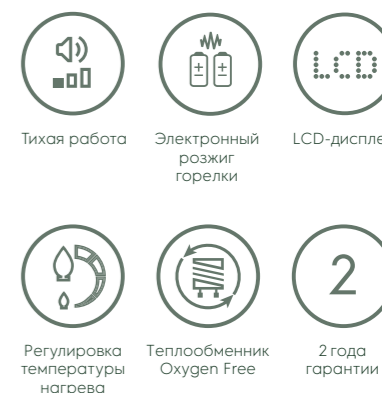 LCD
Тихая работа
Электронный
розжиг
горелки
LCD-диспле
2
Регулировка
температуры
нагрева
Теплообменник
Oxygen Free
2 года
гарантии